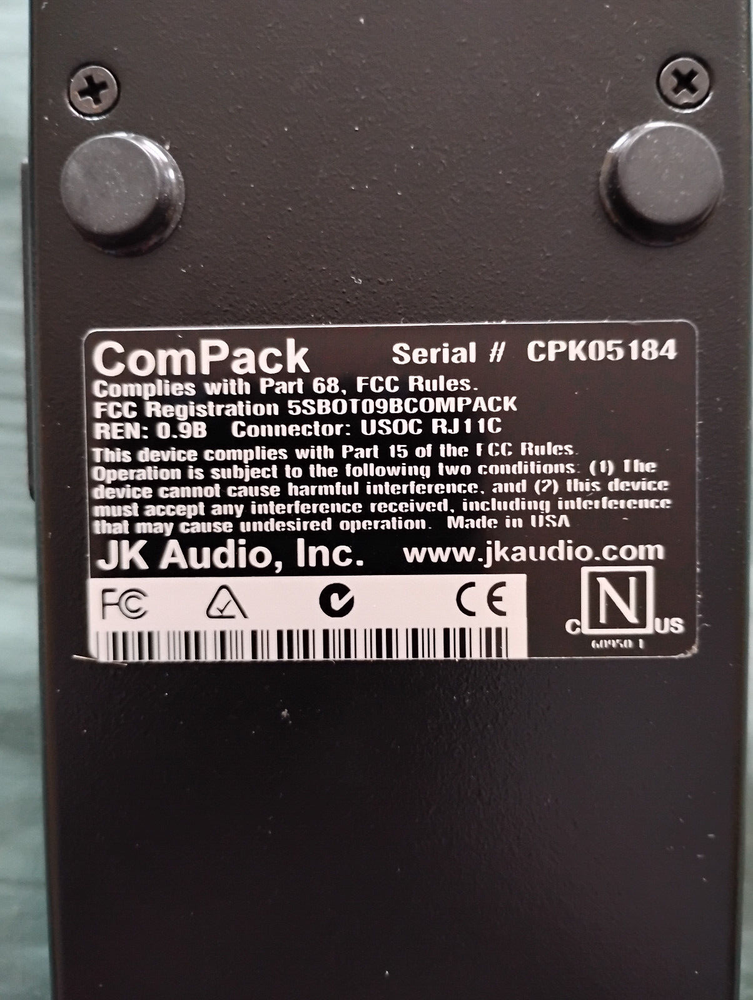 ComPack Serial # CPK05184
Complies with Part 68, FCC Rules.
FCC Registration 5SBOT09BCOMPACK
REN: 0.9B Connector: USOC RJ11C
This device complies with Part 15 of the FCC Rules.
Operation is subject to the following two conditions: (1) The
device cannot cause harmful interference, and (2) this device
must accept any interference received, including interference
that may cause undesired operation. Made in USA
JK Audio, Inc. www.jkaudio.com
FC CE
C N US
60950-1